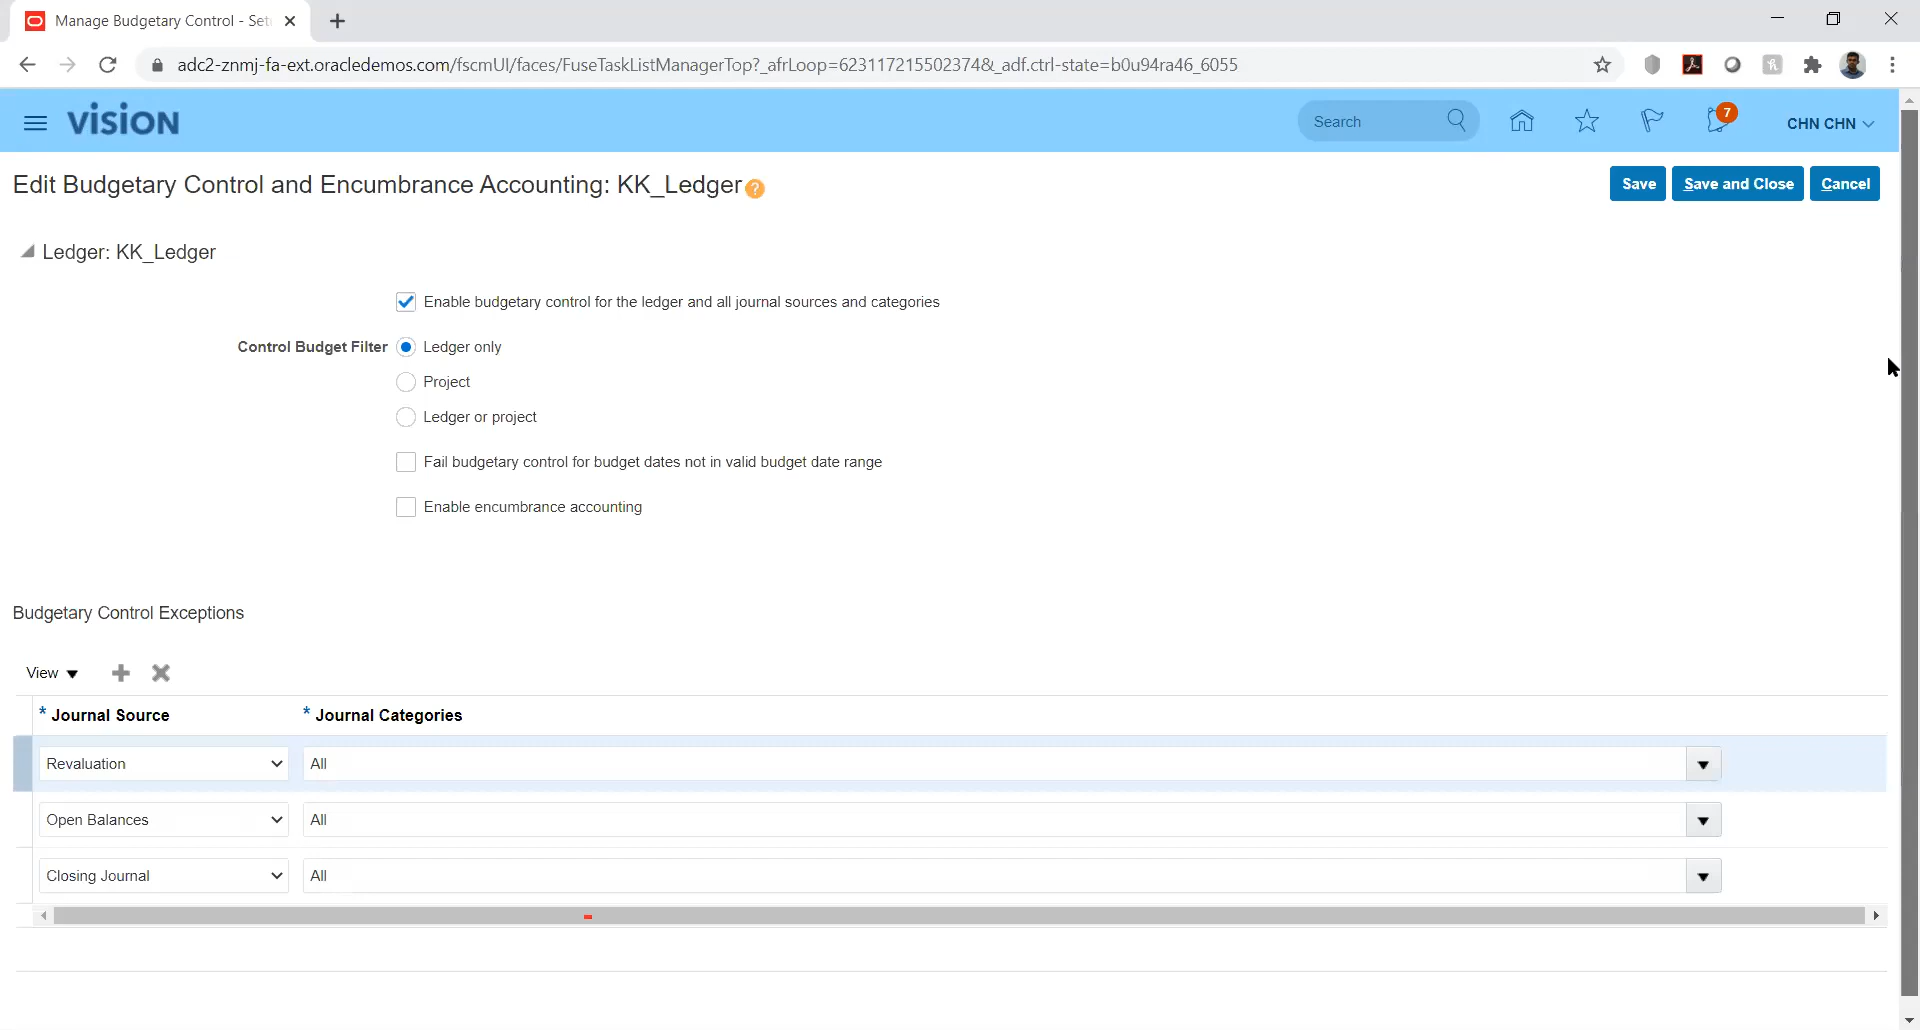 Manage Budgetary Control - Set
adc2-znmj-fa-ext.oracledemos.com/fscmUI/faces/FuseTaskListManagerTop?_afrLoop=6231172155023748&_adf.ctrl-state=b0u94ra46_6055
VISION
Search
7
CHN CHN
Edit Budgetary Control and Encumbrance Accounting: KK_Ledger
?
Save
Save and Close
Cancel
Ledger: KK_Ledger
Enable budgetary control for the ledger and all journal sources and categories
Control Budget Filter
Ledger only
Project
Ledger or project
Fail budgetary control for budget dates not in valid budget date range
Enable encumbrance accounting
Budgetary Control Exceptions
View
* Journal Source
* Journal Categories
Revaluation
All
Open Balances
All
Closing Journal
All